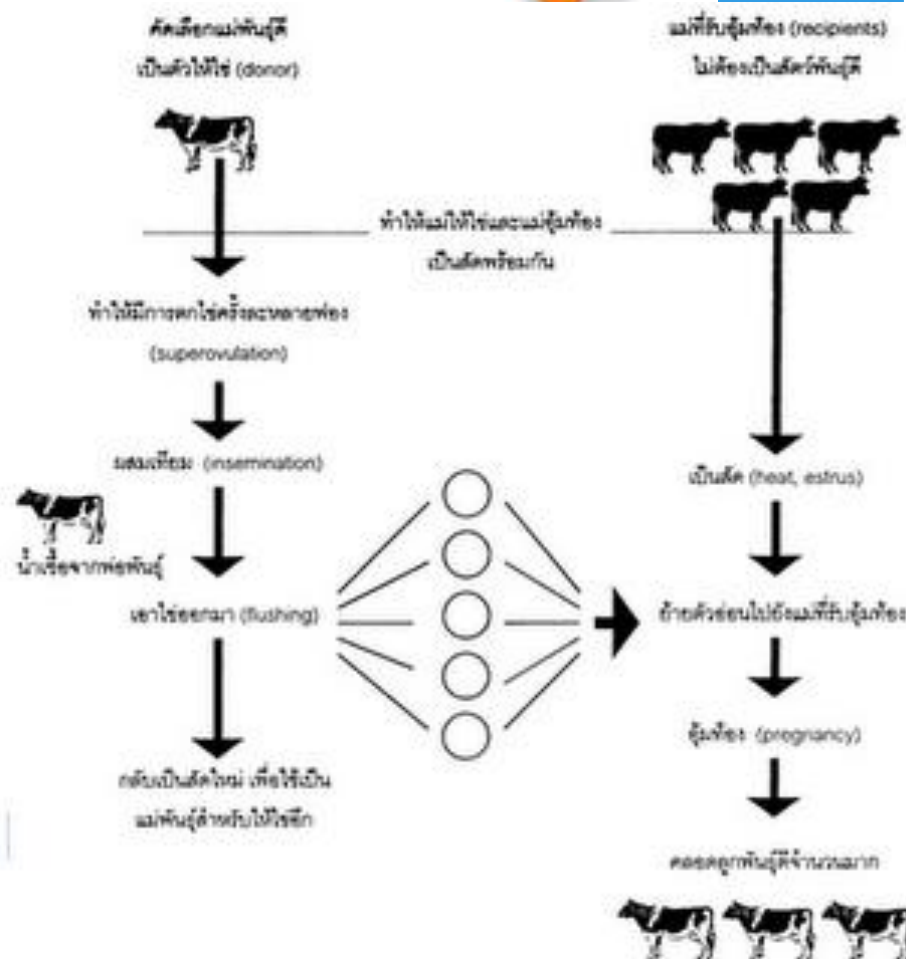 คัดเลือกแม่พันธุ์ดี
เป็นตัวให้ไข่ (donor)
แม่ที่รับอุ้มท้อง (recipients)
ไม่ต้องเป็นสัตว์พันธุ์ดี
ทำให้แม่ให้ไข่และแม่อุ้มท้อง
เป็นสัดพร้อมกัน
ทำให้มีการตกไข่ครั้งละหลายฟอง
(superovulation)
ผสมเทียม (insemination)
น้ำเชื้อจากพ่อพันธุ์
เอาไข่ออกมา (flushing)
กลับเป็นสัดใหม่ เพื่อใช้เป็น
แม่พันธุ์สำหรับให้ไข่อีก
เป็นสัด (heat, estrus)
ย้ายตัวอ่อนไปยังแม่ที่รับอุ้มท้อง
อุ้มท้อง (pregnancy)
คลอดลูกพันธุ์ดีจำนวนมาก